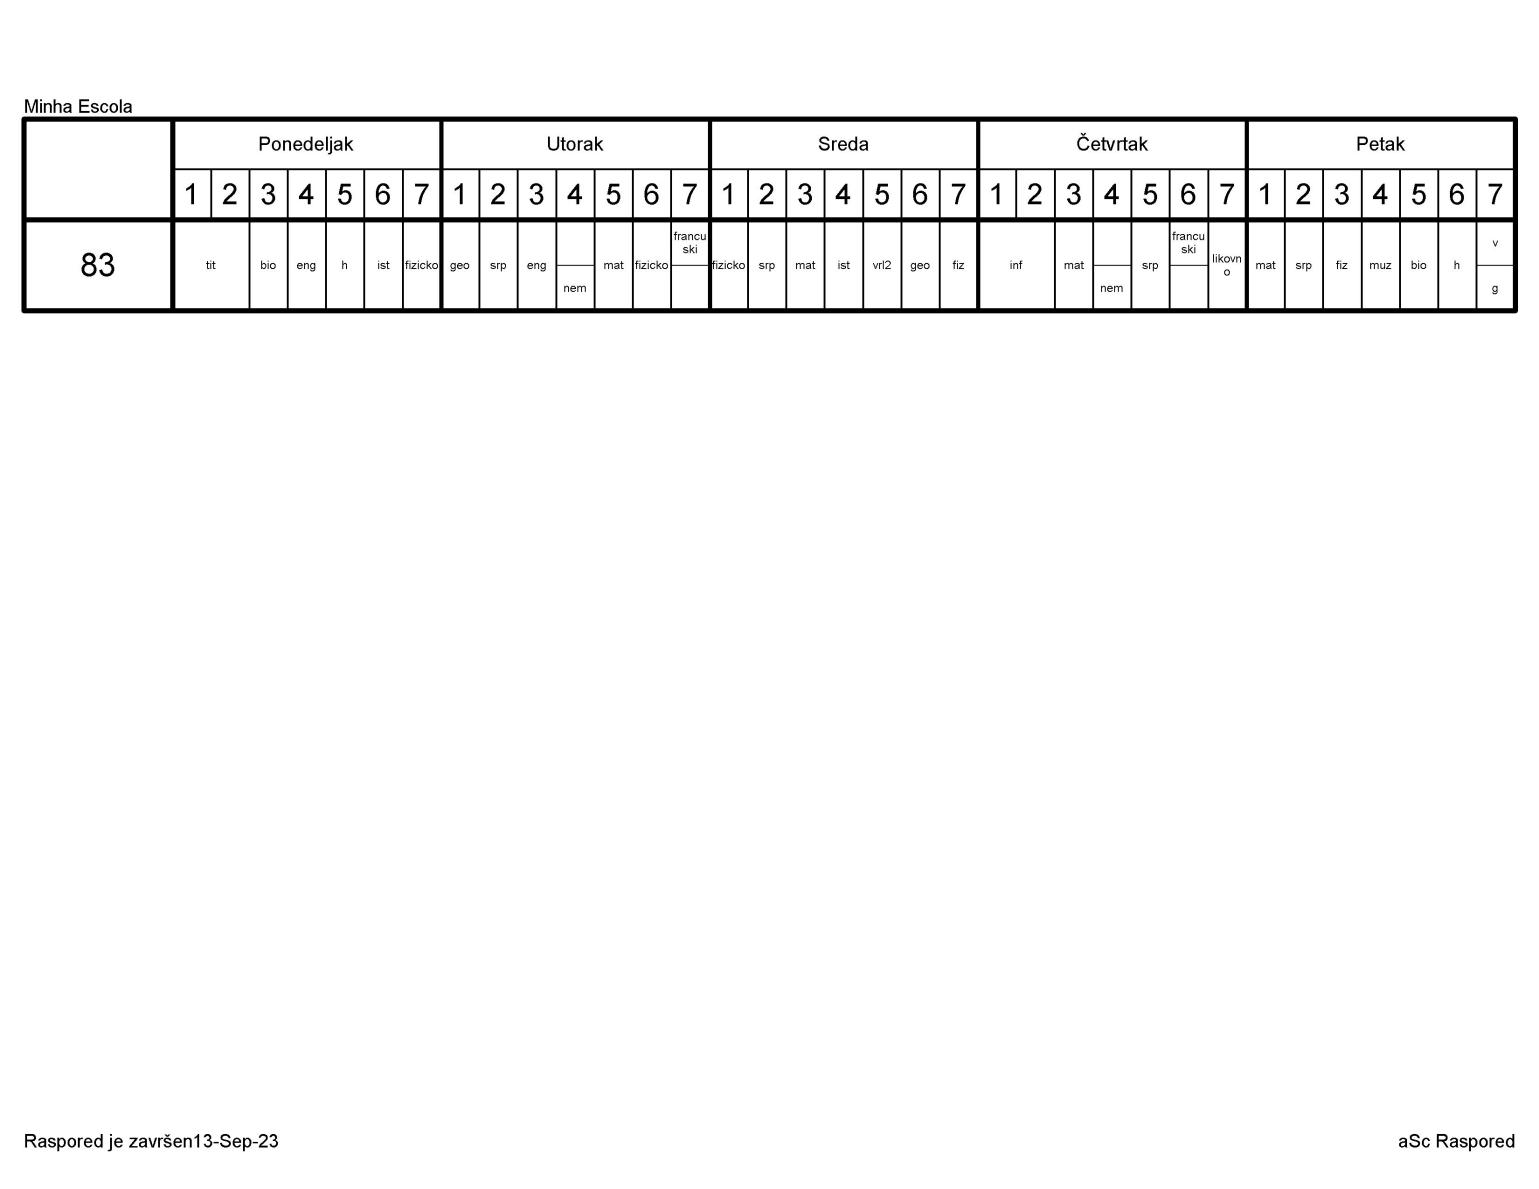 Minha Escola
Ponedeljak Utorak Sreda Četvrtak Petak
1 2 3 4 5 6 7 1 2 3 4 5 6 7 1 2 3 4 5 6 7 1 2 3 4 5 6 7 1 2 3 4 5 6 7
francu francu v
ski ski
83 tit bio eng h ist fizicko geo srp eng mat fizicko fizicko srp mat ist vrl2 geo fiz inf mat srp likovn mat srp fiz muz bio h
o
nem nem g
Raspored je završen13-Sep-23 aSc Raspored